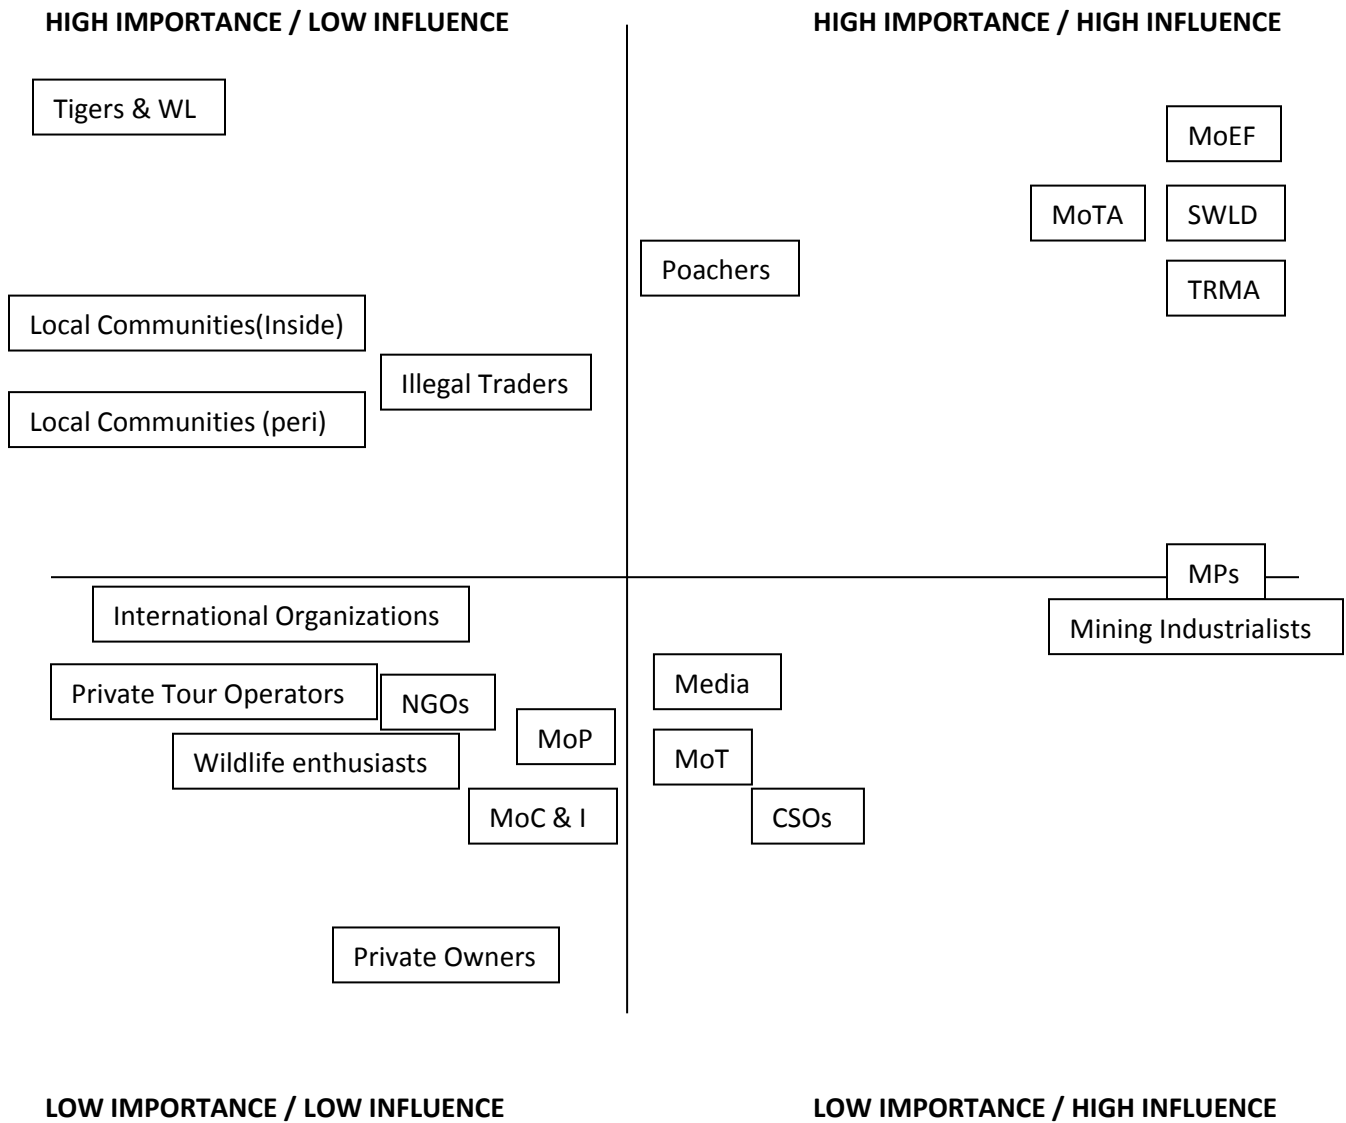 HIGH IMPORTANCE / LOW INFLUENCE
HIGH IMPORTANCE / HIGH INFLUENCE
Tigers & WL
MoEF
MoTA
SWLD
Poachers
TRMA
Local Communities(Inside)
Illegal Traders
Local Communities (peri)
MPs
International Organizations
Mining Industrialists
Private Tour Operators
NGOs
Media
MoP
Wildlife enthusiasts
MoT
MoC & I
CSOs
Private Owners
LOW IMPORTANCE / LOW INFLUENCE
LOW IMPORTANCE / HIGH INFLUENCE